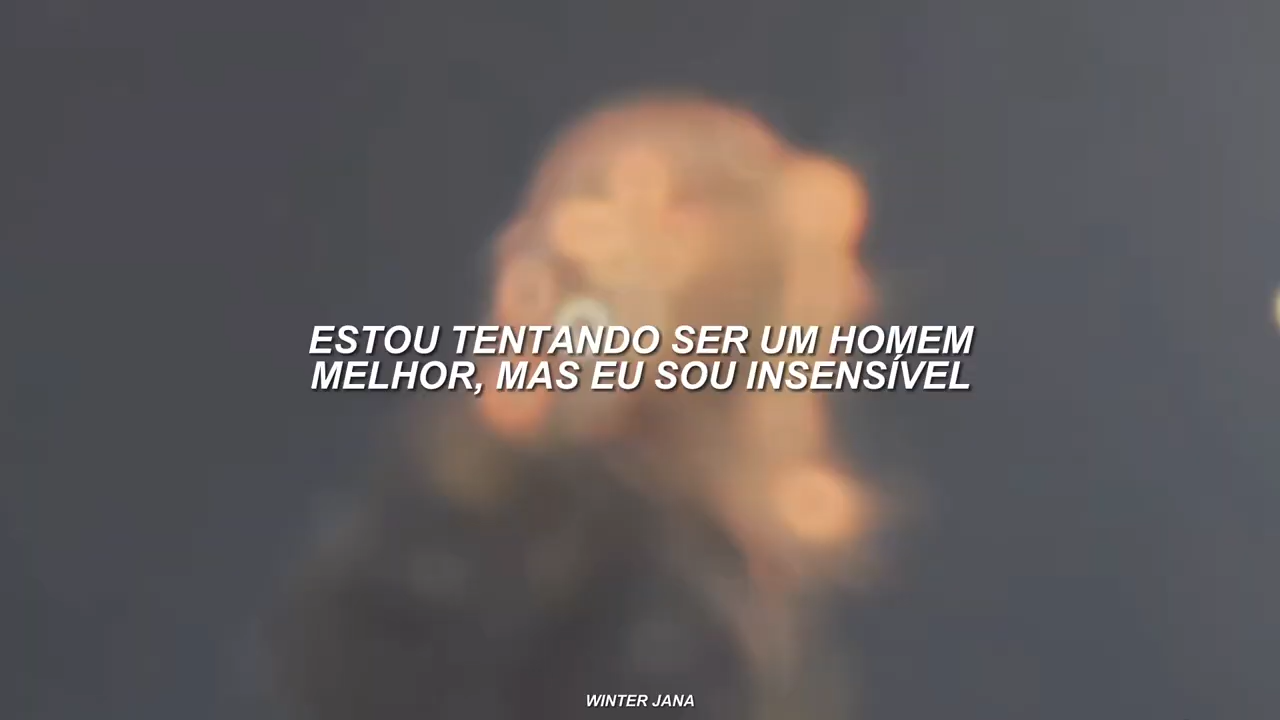 ESTOU TENTANDO SER UM HOMEM
MELHOR, MAS EU SOU INSENSÍVEL
WINTER JANA